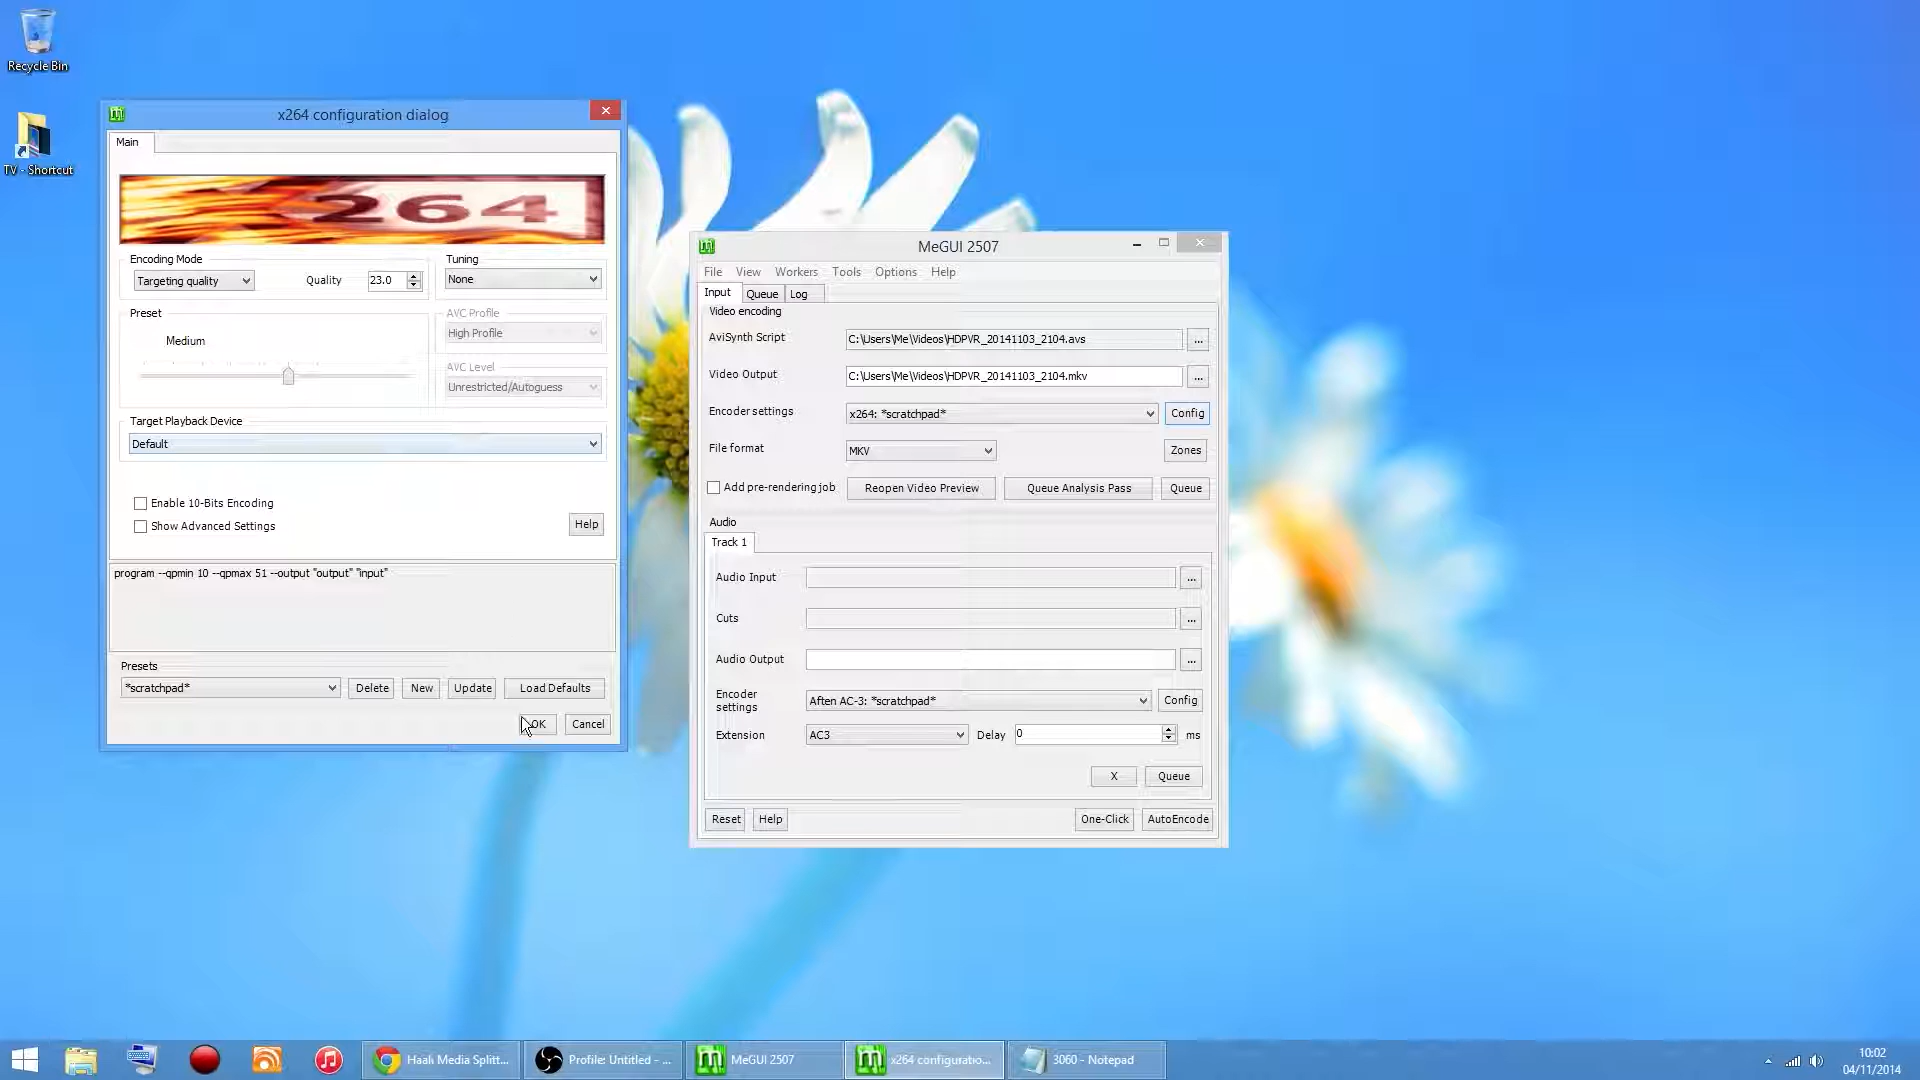 Recycle Bin
TV - Shortcut
x264 configuration dialog
Main
264
Encoding Mode
Targeting quality
Quality
23.0
Tuning
None
Preset
Medium
AVC Profile
High Profile
AVC Level
Unrestricted/Autoguess
Target Playback Device
Default
Enable 10-Bits Encoding
Show Advanced Settings
Help
program --qpmin 10 --qpmax 51 --output "output" "input"
Presets
*scratchpad*
Delete
New
Update
Load Defaults
OK
Cancel
MeGUI 2507
File View Workers Tools Options Help
Input Queue Log
Video encoding
AviSynth Script
C:\Users\Me\Videos\HDPVR_20141103_2104.avs
...
Video Output
C:\Users\Me\Videos\HDPVR_20141103_2104.mkv
...
Encoder settings
x264: *scratchpad*
Config
File format
MKV
Zones
Add pre-rendering job
Reopen Video Preview
Queue Analysis Pass
Queue
Audio
Track 1
Audio Input
...
Cuts
...
Audio Output
...
Encoder
settings
Aften AC-3: *scratchpad*
Config
Extension
AC3
Delay
0
ms
X
Queue
Reset
Help
One-Click
AutoEncode
Haali Media Splitt...
Profile: Untitled - ...
MeGUI 2507
x264 configuratio...
3060 - Notepad
10:02
04/11/2014